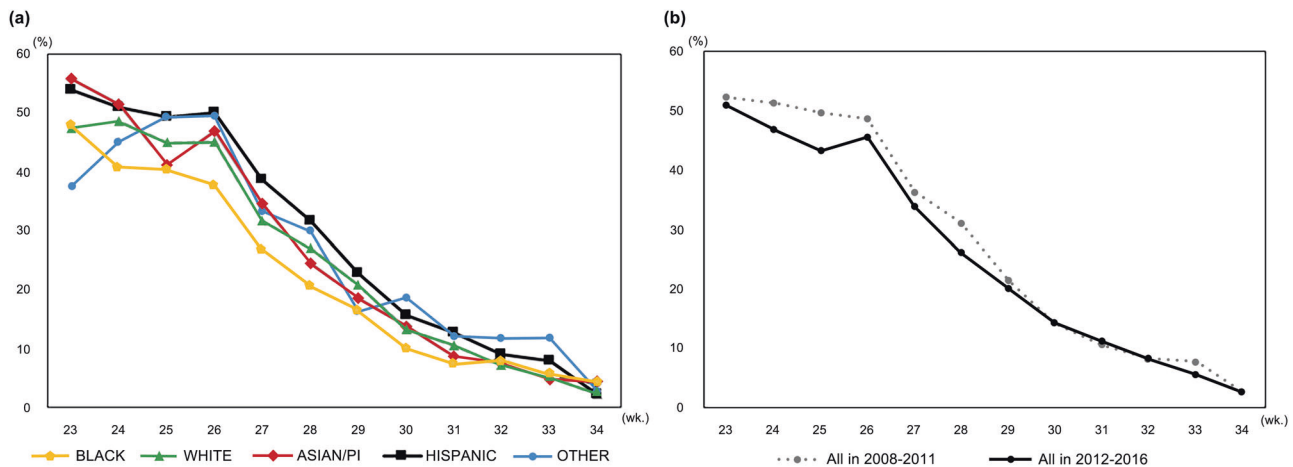 (a)
(%)
60
50
40
30
20
10
0
23 24 25 26 27 28 29 30 31 32 33 34
(wk.)
BLACK WHITE ASIAN/PI HISPANIC OTHER
(b)
(%)
60
50
40
30
20
10
0
23 24 25 26 27 28 29 30 31 32 33 34
(wk.)
All in 2008-2011 All in 2012-2016